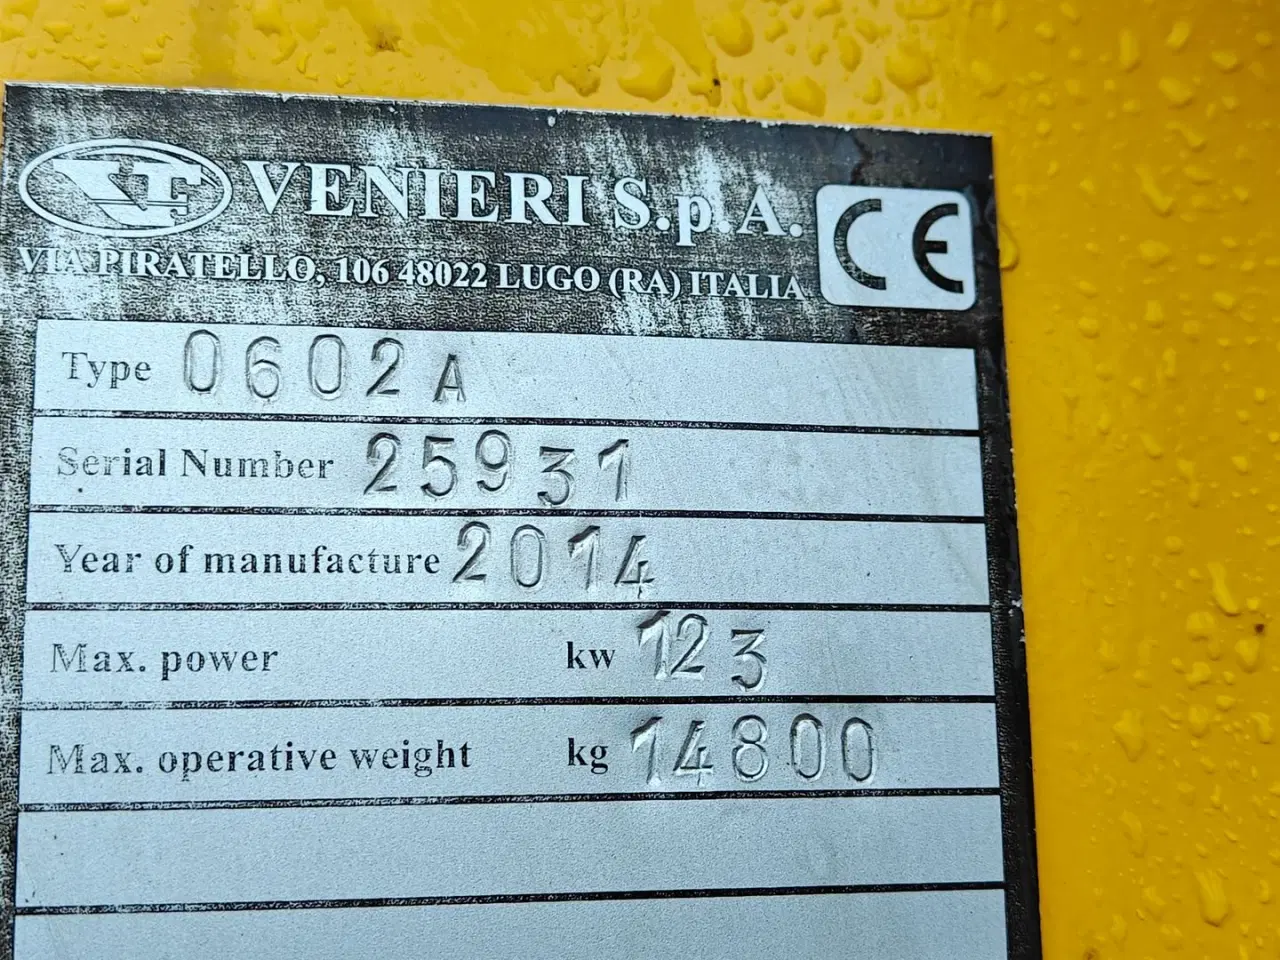 VF VENIERI S.p.A. CE
VIA PIRATELLO, 106 48022 LUGO (RA) ITALIA
Type 0602A
Serial Number 25931
Year of manufacture 2014
Max. power kw 123
Max. operative weight kg 14800